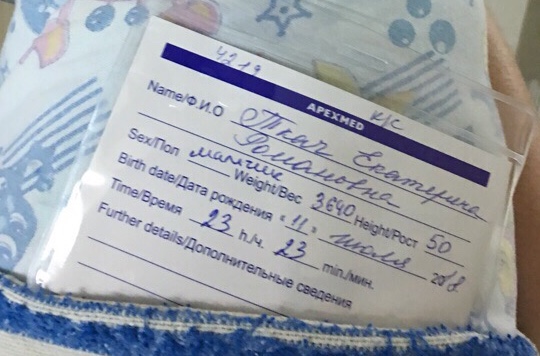 4219 К/С
APEXMED
Name/Ф.И.О Ткач Екатерина
Романовна
Sex/Пол мальчик Weight/Вес 3640 Height/Рост 50
Birth date/Дата рождения «11» июля 2018
Time/Время 23 h./ч. 23 min./мин.
Further details/Дополнительные сведения